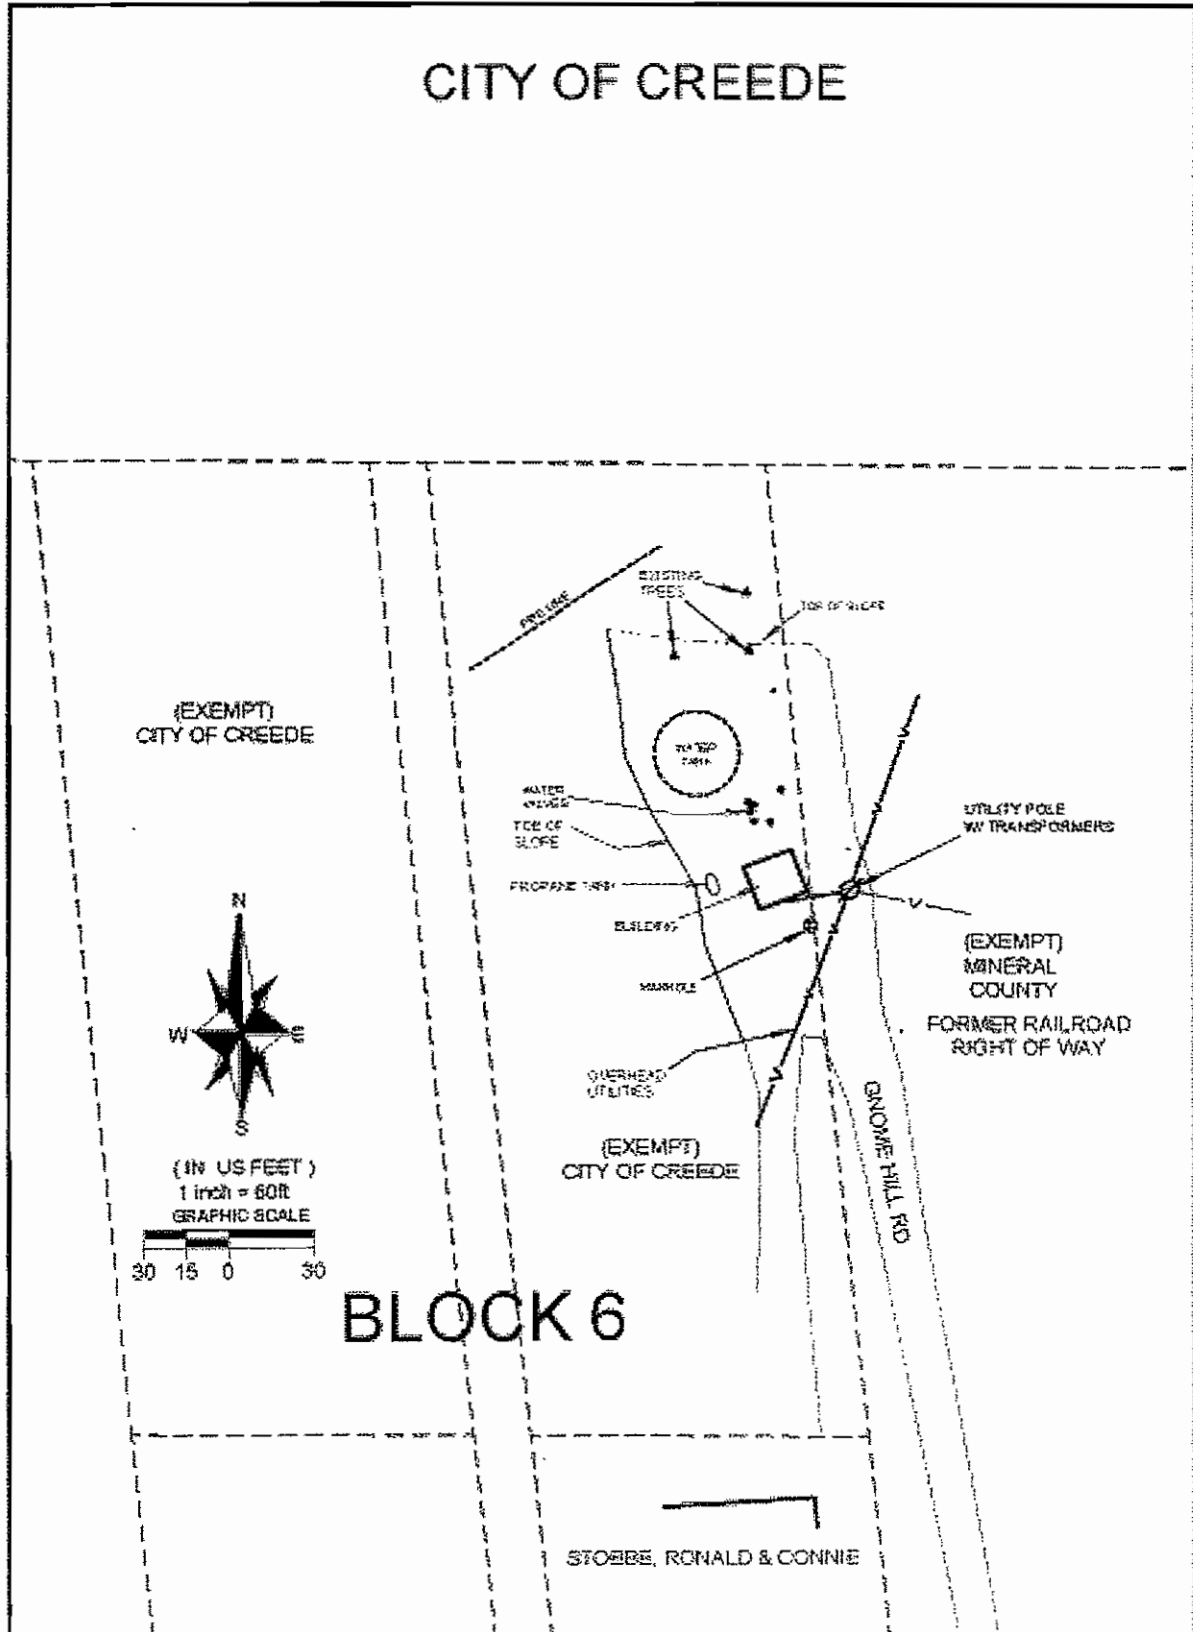 CITY OF CREEDE
EXISTING
TREES
TOE OF SLOPE
(EXEMPT)
CITY OF CREEDE
WATER
TANK
WATER
VALVES
TOE OF
SLOPE
UTILITY POLE
W/ TRANSFORMERS
PROPANE TANK
BUILDING
N
W
E
S
(EXEMPT)
MINERAL
COUNTY
MANHOLE
FORMER RAILROAD
RIGHT OF WAY
OVERHEAD
UTILITIES
GNOME HILL RD
(EXEMPT)
CITY OF CREEDE
(IN US FEET)
1 inch = 60ft
GRAPHIC SCALE
30 15 0 30
BLOCK 6
STOEBE, RONALD & CONNIE